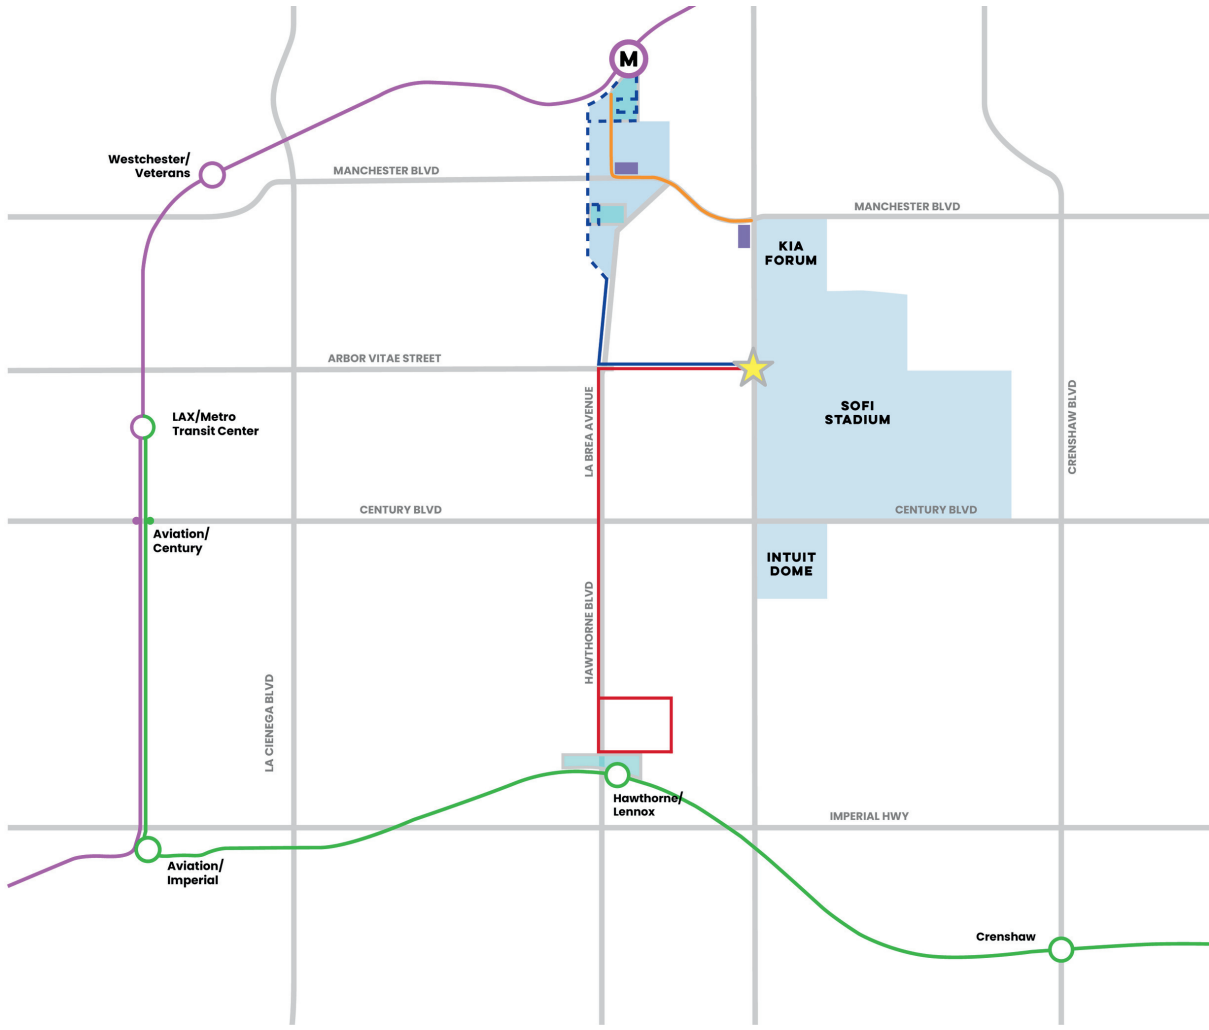 M
Westchester/
Veterans
MANCHESTER BLVD
MANCHESTER BLVD
KIA
FORUM
ARBOR VITAE STREET
LAX/Metro
Transit Center
LA BREA AVENUE
SOFI
STADIUM
CRENSHAW BLVD
CENTURY BLVD
CENTURY BLVD
Aviation/
Century
INTUIT
DOME
HAWTHORNE BLVD
LA CIENEGA BLVD
Hawthorne/
Lennox
IMPERIAL HWY
Aviation/
Imperial
Crenshaw